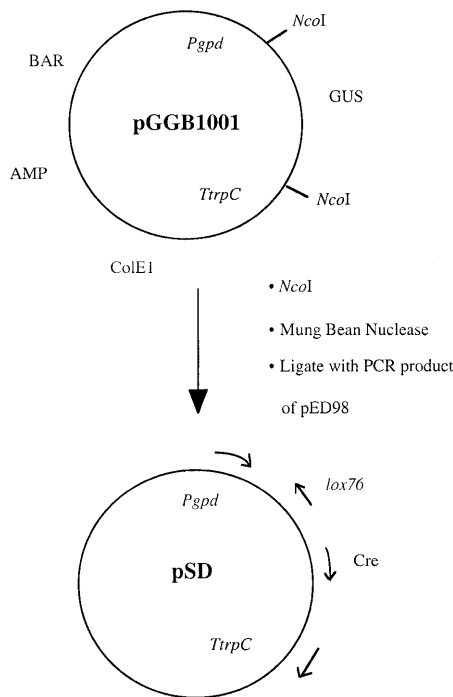 NcoI
Pgpd
BAR
GUS
pGGB1001
AMP
TtrpC
NcoI
ColE1
• NcoI
• Mung Bean Nuclease
• Ligate with PCR product
of pED98
lox76
Pgpd
Cre
pSD
TtrpC